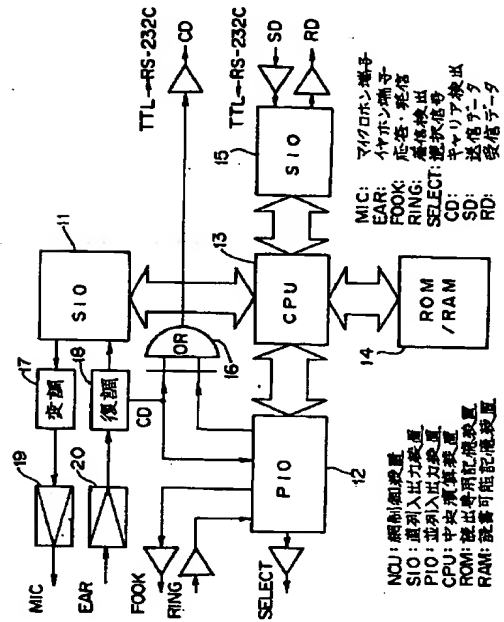 TTL→RS-232C
CD
TTL→RS-232C
SD
RD
11
SIO
17
変調
18
復調
19
20
MIC
EAR
CD
OR
16
15
SIO
13
CPU
14
ROM
/RAM
PIO
12
FOOK
RING
SELECT
MIC: マイクロホン端子
EAR: イヤホン端子
FOOK: 応答・発信
RING: 着信検出
SELECT: 選択信号
CD: キャリア検出
SD: 送信データ
RD: 受信データ
NCU: 網制御装置
SIO: 直列入出力装置
PIO: 並列入出力装置
CPU: 中央演算装置
ROM: 読出専用記憶装置
RAM: 読書可能記憶装置